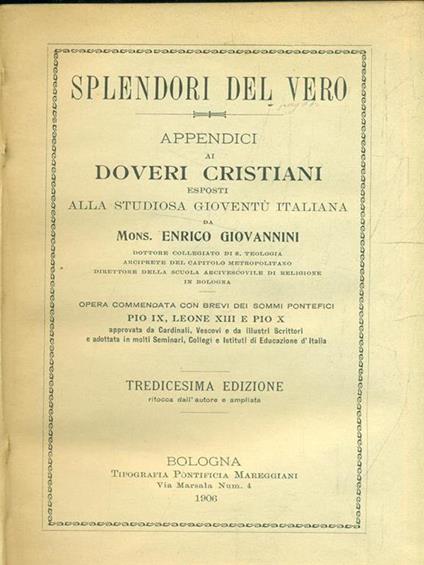 SPLENDORI DEL VERO
APPENDICI
AI
DOVERI CRISTIANI
ESPOSTI
ALLA STUDIOSA GIOVENTÙ ITALIANA
DA
MONS. ENRICO GIOVANNINI
DOTTORE COLLEGIATO DI S. TEOLOGIA
ARCIPRETE DEL CAPITOLO METROPOLITANO
DIRETTORE DELLA SCUOLA ARCIVESCOVILE DI RELIGIONE
IN BOLOGNA
OPERA COMMENDATA CON BREVI DEI SOMMI PONTEFICI
PIO IX, LEONE XIII E PIO X
approvata da Cardinali, Vescovi e da illustri Scrittori
e adottata in molti Seminari, Collegi e Istituti di Educazione d'Italia
TREDICESIMA EDIZIONE
ritocca dall'autore e ampliata
BOLOGNA
TIPOGRAFIA PONTIFICIA MAREGGIANI
Via Marsala Num. 4
1906